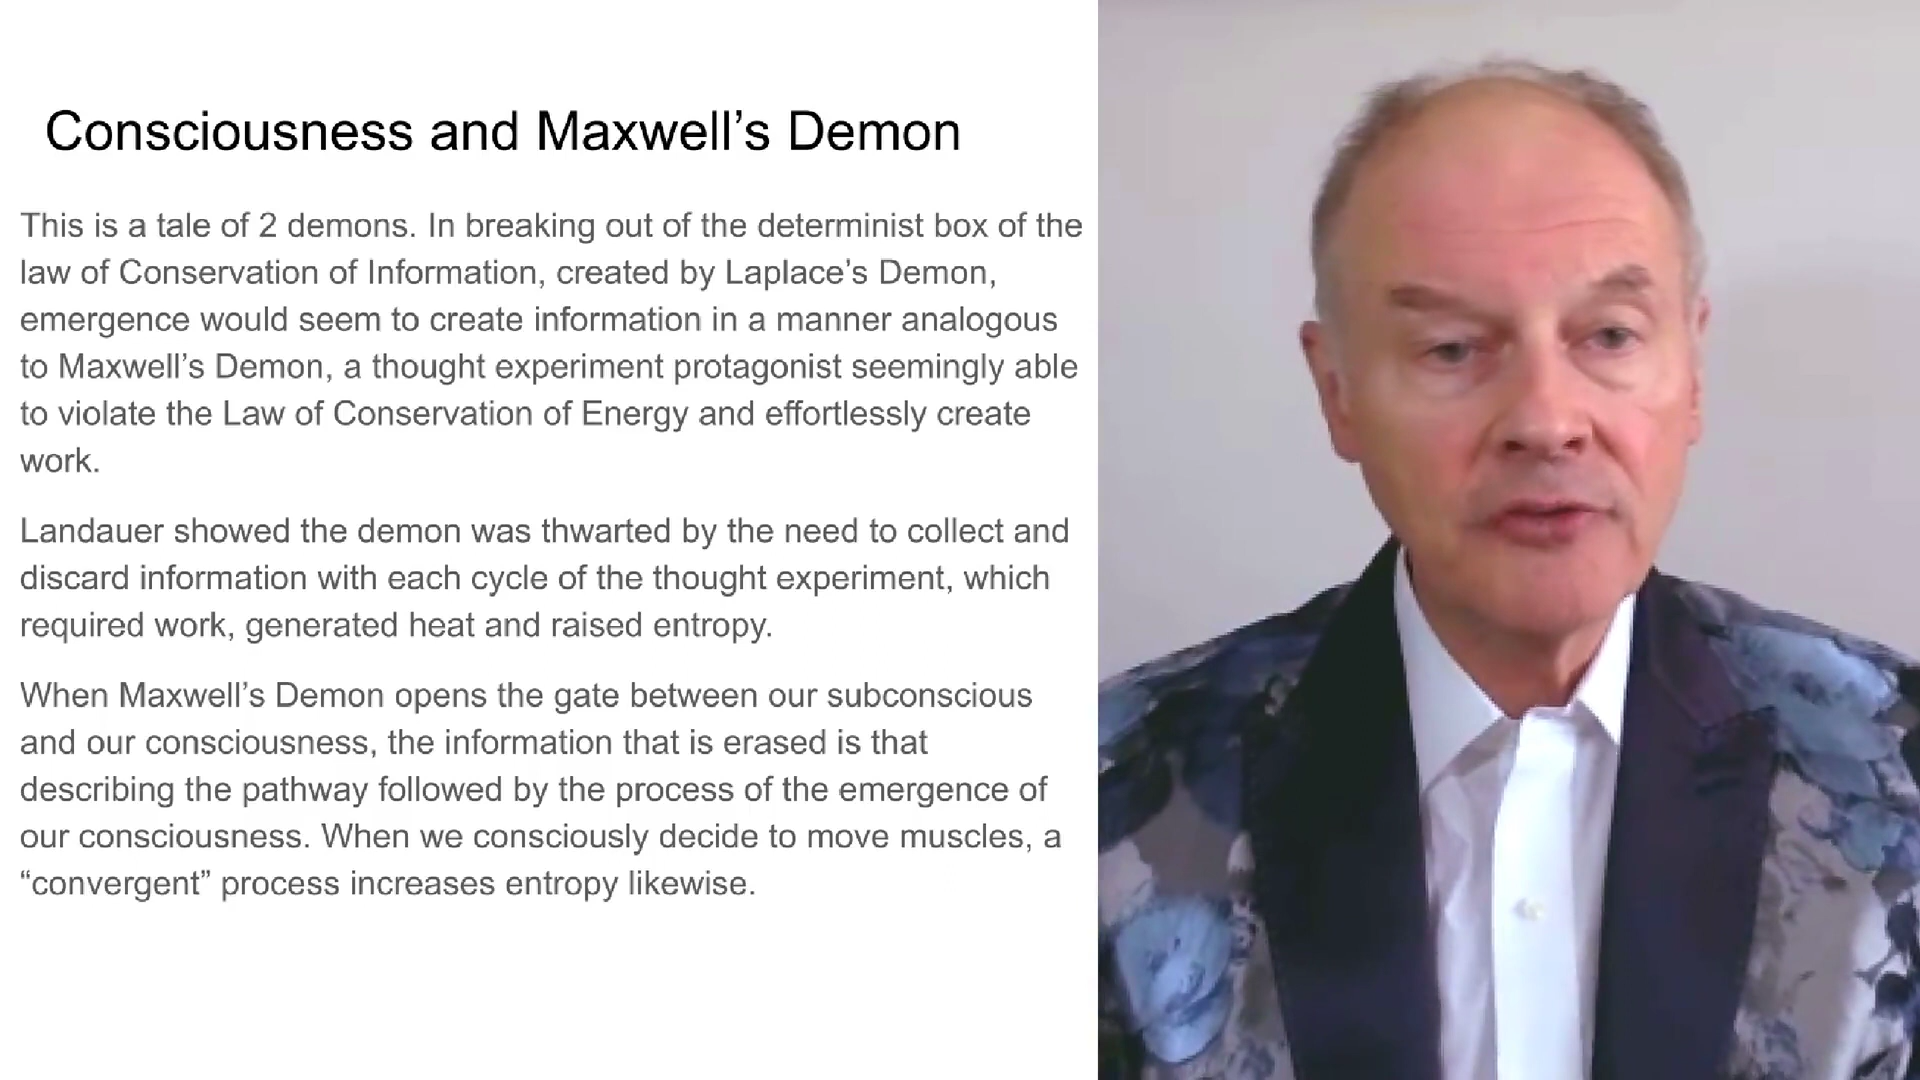 Consciousness and Maxwell’s Demon
This is a tale of 2 demons. In breaking out of the determinist box of the
law of Conservation of Information, created by Laplace’s Demon,
emergence would seem to create information in a manner analogous
to Maxwell’s Demon, a thought experiment protagonist seemingly able
to violate the Law of Conservation of Energy and effortlessly create
work.
Landauer showed the demon was thwarted by the need to collect and
discard information with each cycle of the thought experiment, which
required work, generated heat and raised entropy.
When Maxwell’s Demon opens the gate between our subconscious
and our consciousness, the information that is erased is that
describing the pathway followed by the process of the emergence of
our consciousness. When we consciously decide to move muscles, a
“convergent” process increases entropy likewise.